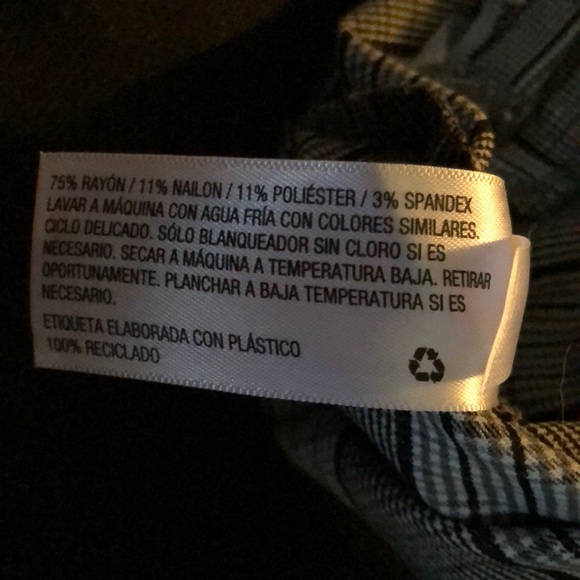 75% RAYÓN / 11% NAILON / 11% POLIÉSTER / 3% SPANDEX
LAVAR A MÁQUINA CON AGUA FRÍA CON COLORES SIMILARES.
CICLO DELICADO. SÓLO BLANQUEADOR SIN CLORO SI ES
NECESARIO. SECAR A MÁQUINA A TEMPERATURA BAJA. RETIRAR
OPORTUNAMENTE. PLANCHAR A BAJA TEMPERATURA SI ES
NECESARIO.
ETIQUETA ELABORADA CON PLÁSTICO
100% RECICLADO